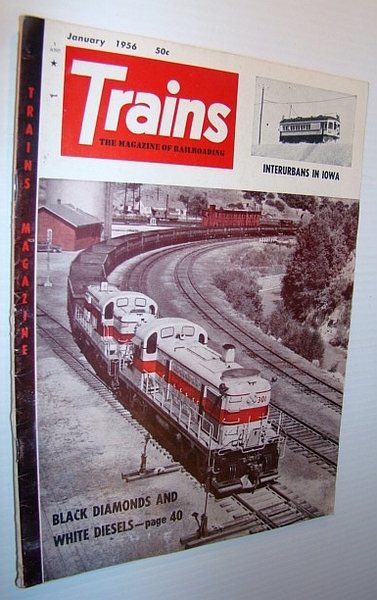 January 1956 50c
Trains
THE MAGAZINE OF RAILROADING
INTERURBANS IN IOWA
TRAINS MAGAZINE
301
BLACK DIAMONDS AND
WHITE DIESELS—page 40